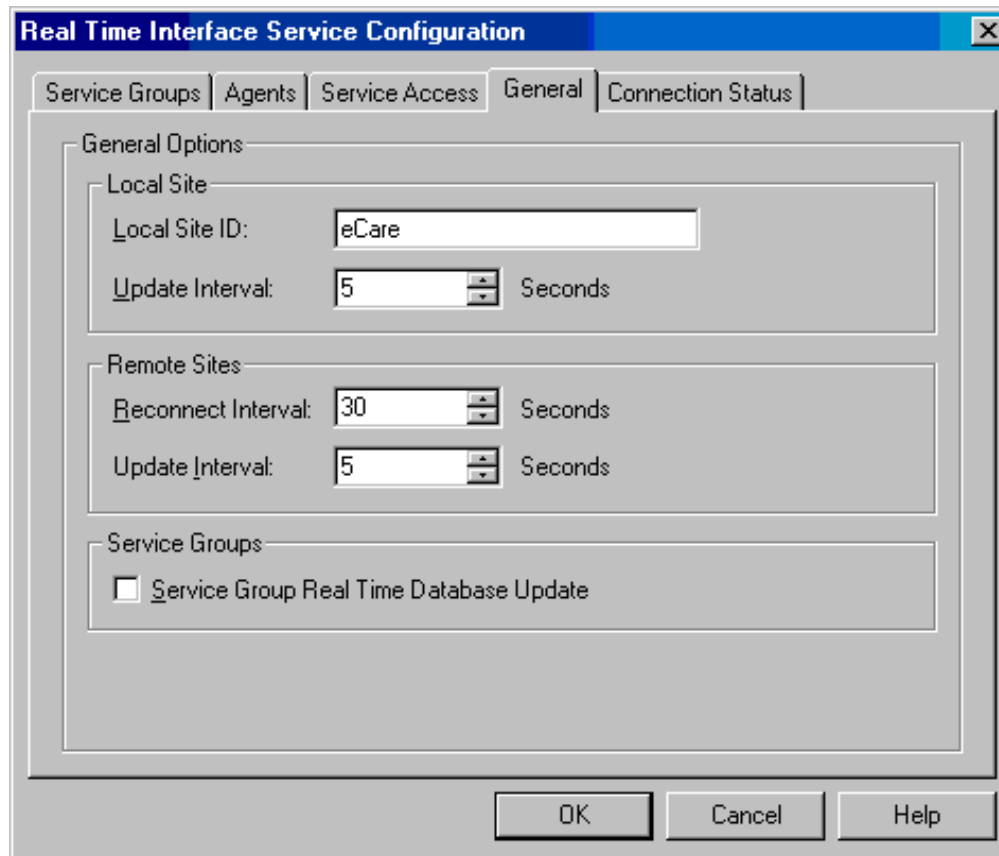 Real Time Interface Service Configuration
Service Groups Agents Service Access General Connection Status
General Options
Local Site
Local Site ID: eCare
Update Interval: 5 Seconds
Remote Sites
Reconnect Interval: 30 Seconds
Update Interval: 5 Seconds
Service Groups
Service Group Real Time Database Update
OK Cancel Help